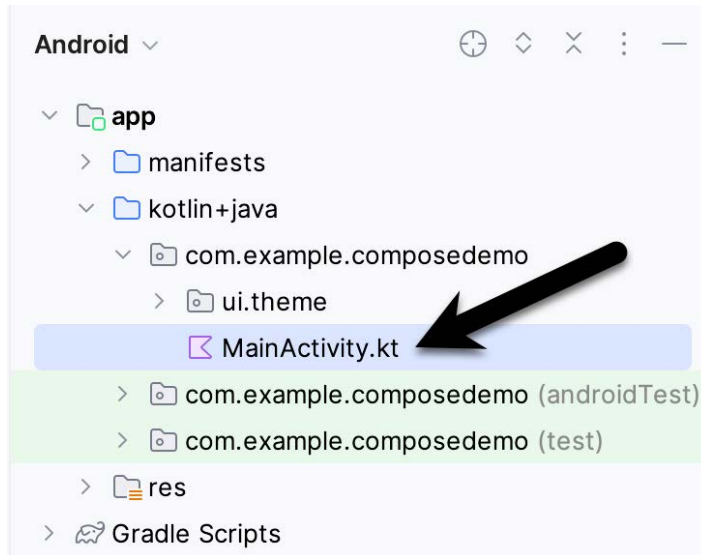 Android
app
manifests
kotlin+java
com.example.composedemo
ui.theme
MainActivity.kt
com.example.composedemo (androidTest)
com.example.composedemo (test)
res
Gradle Scripts